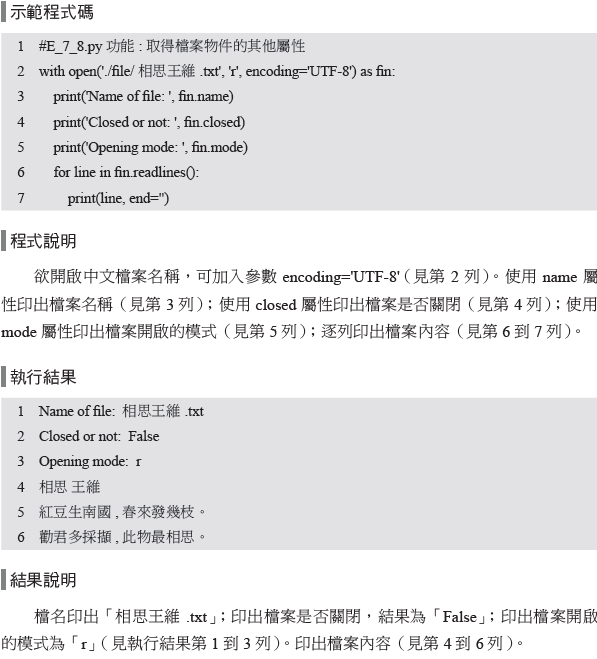 示範程式碼
1 #E_7_8.py 功能 : 取得檔案物件的其他屬性
2 with open('./file/ 相思王維 .txt', 'r', encoding='UTF-8') as fin:
3 print('Name of file: ', fin.name)
4 print('Closed or not: ', fin.closed)
5 print('Opening mode: ', fin.mode)
6 for line in fin.readlines():
7 print(line, end='')
程式說明
欲開啟中文檔案名稱，可加入參數 encoding='UTF-8'（見第 2 列）。使用 name 屬
性印出檔案名稱（見第 3 列）；使用 closed 屬性印出檔案是否關閉（見第 4 列）；使用
mode 屬性印出檔案開啟的模式（見第 5 列）；逐列印出檔案內容（見第 6 到 7 列）。
執行結果
1 Name of file: 相思王維 .txt
2 Closed or not: False
3 Opening mode: r
4 相思 王維
5 紅豆生南國 , 春來發幾枝。
6 勸君多採擷 , 此物最相思。
結果說明
檔名印出「相思王維 .txt」；印出檔案是否關閉，結果為「False」；印出檔案開啟
的模式為「r」（見執行結果第 1 到 3 列）。印出檔案內容（見第 4 到 6 列）。